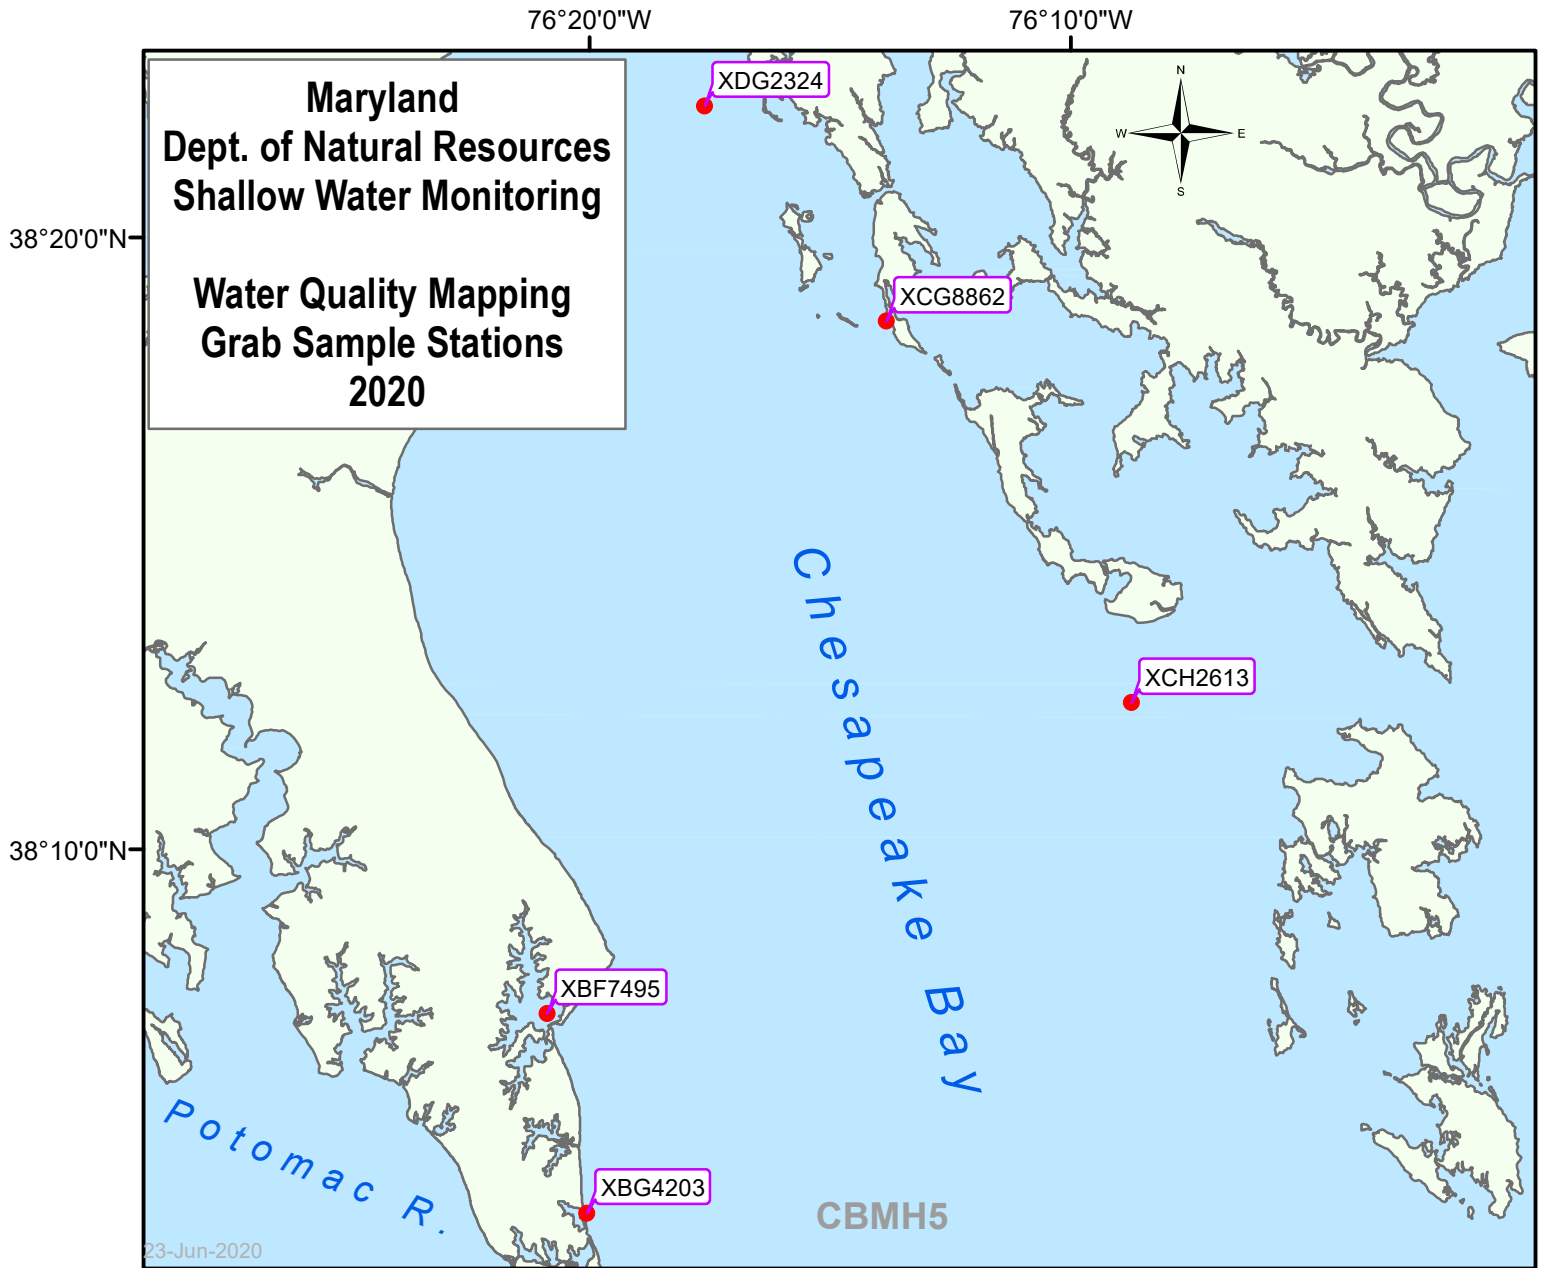 76°20'0"W
76°10'0"W
Maryland
Dept. of Natural Resources
Shallow Water Monitoring
Water Quality Mapping
Grab Sample Stations
2020
XDG2324
N
W
E
S
38°20'0"N
XCG8862
Chesapeake Bay
XCH2613
38°10'0"N
XBF7495
Potomac R.
XBG4203
CBMH5
23-Jun-2020